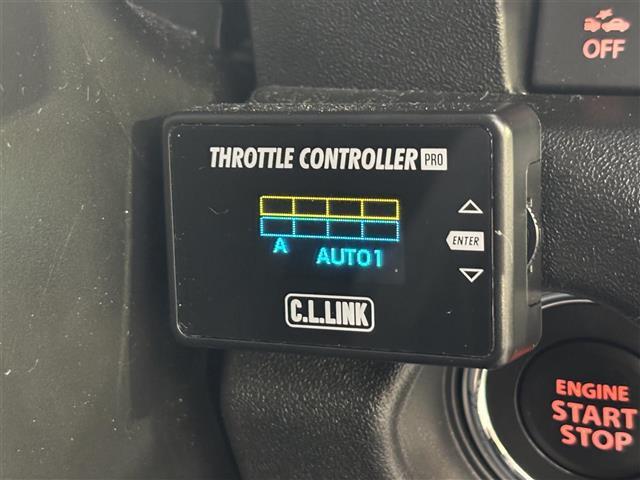 OFF
THROTTLE CONTROLLER PRO
ENTER
A AUTO1
C.L.LINK
ENGINE
START
STOP